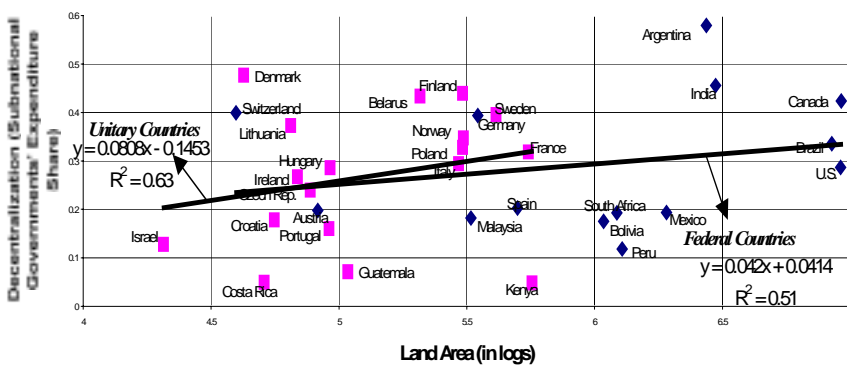 Decentralization (Subnational
Governments' Expenditure
Share)
0.6
0.5
0.4
0.3
0.2
0.1
0
4
4.5
5
5.5
6
6.5
Land Area (in logs)
Argentina
India
Canada
Brazil
U.S.
Denmark
Switzerland
Lithuania
Belarus
Finland
Sweden
Germany
Norway
Poland
Italy
France
Hungary
Ireland
Czech Rep.
Austria
Croatia
Portugal
Israel
Costa Rica
Guatemala
Kenya
Spain
Malaysia
South Africa
Bolivia
Mexico
Peru
Unitary Countries
y = 0.0808x - 0.1453
R² = 0.63
Federal Countries
y = 0.042x + 0.0414
R² = 0.51